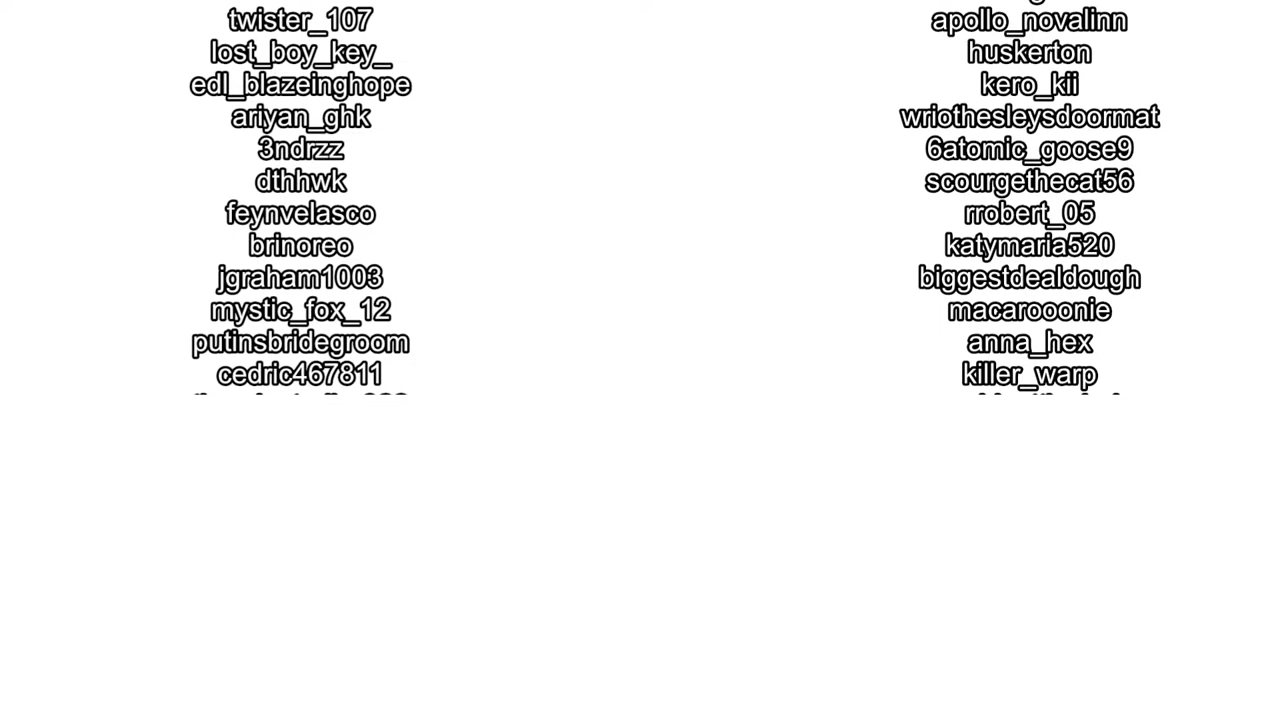 twister_107
lost_boy_key_
edl_blazeinghope
ariyan_ghk
3ndrzz
dthhwk
feynvelasco
brinoreo
jgraham1003
mystic_fox_12
putinsbridegroom
cedric467811
apollo_novalinn
huskerton
kero_kii
wriothesleysdoormat
6atomic_goose9
scourgethecat56
rrobert_05
katymaria520
biggestdealdough
macarooonie
anna_hex
killer_warp